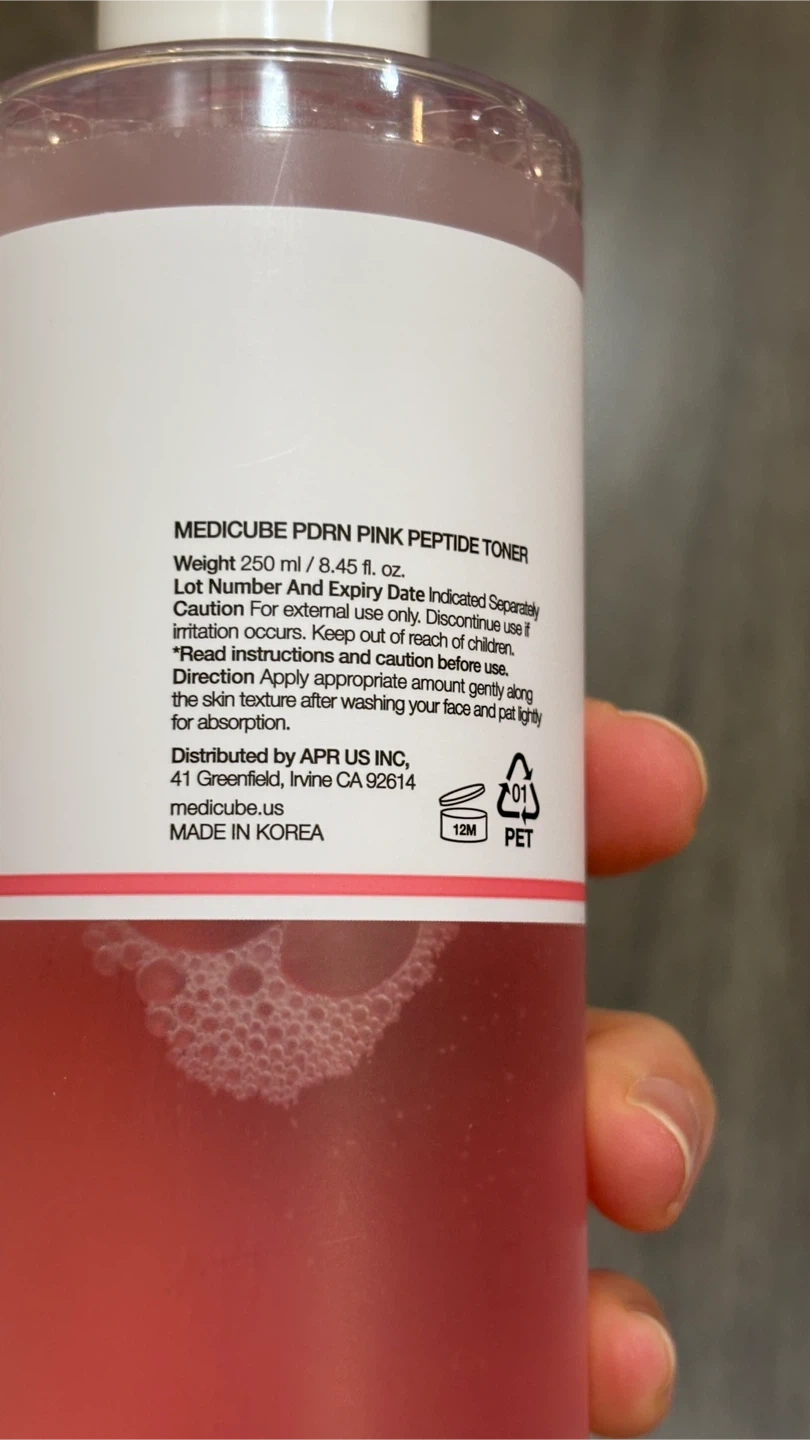 MEDICUBE PDRN PINK PEPTIDE TONER
Weight 250 ml / 8.45 fl. oz.
Lot Number And Expiry Date Indicated Separately
Caution For external use only. Discontinue use if
irritation occurs. Keep out of reach of children.
*Read instructions and caution before use.
Direction Apply appropriate amount gently along
the skin texture after washing your face and pat lightly
for absorption.
Distributed by APR US INC,
41 Greenfield, Irvine CA 92614
medicube.us
MADE IN KOREA
12M
01
PET